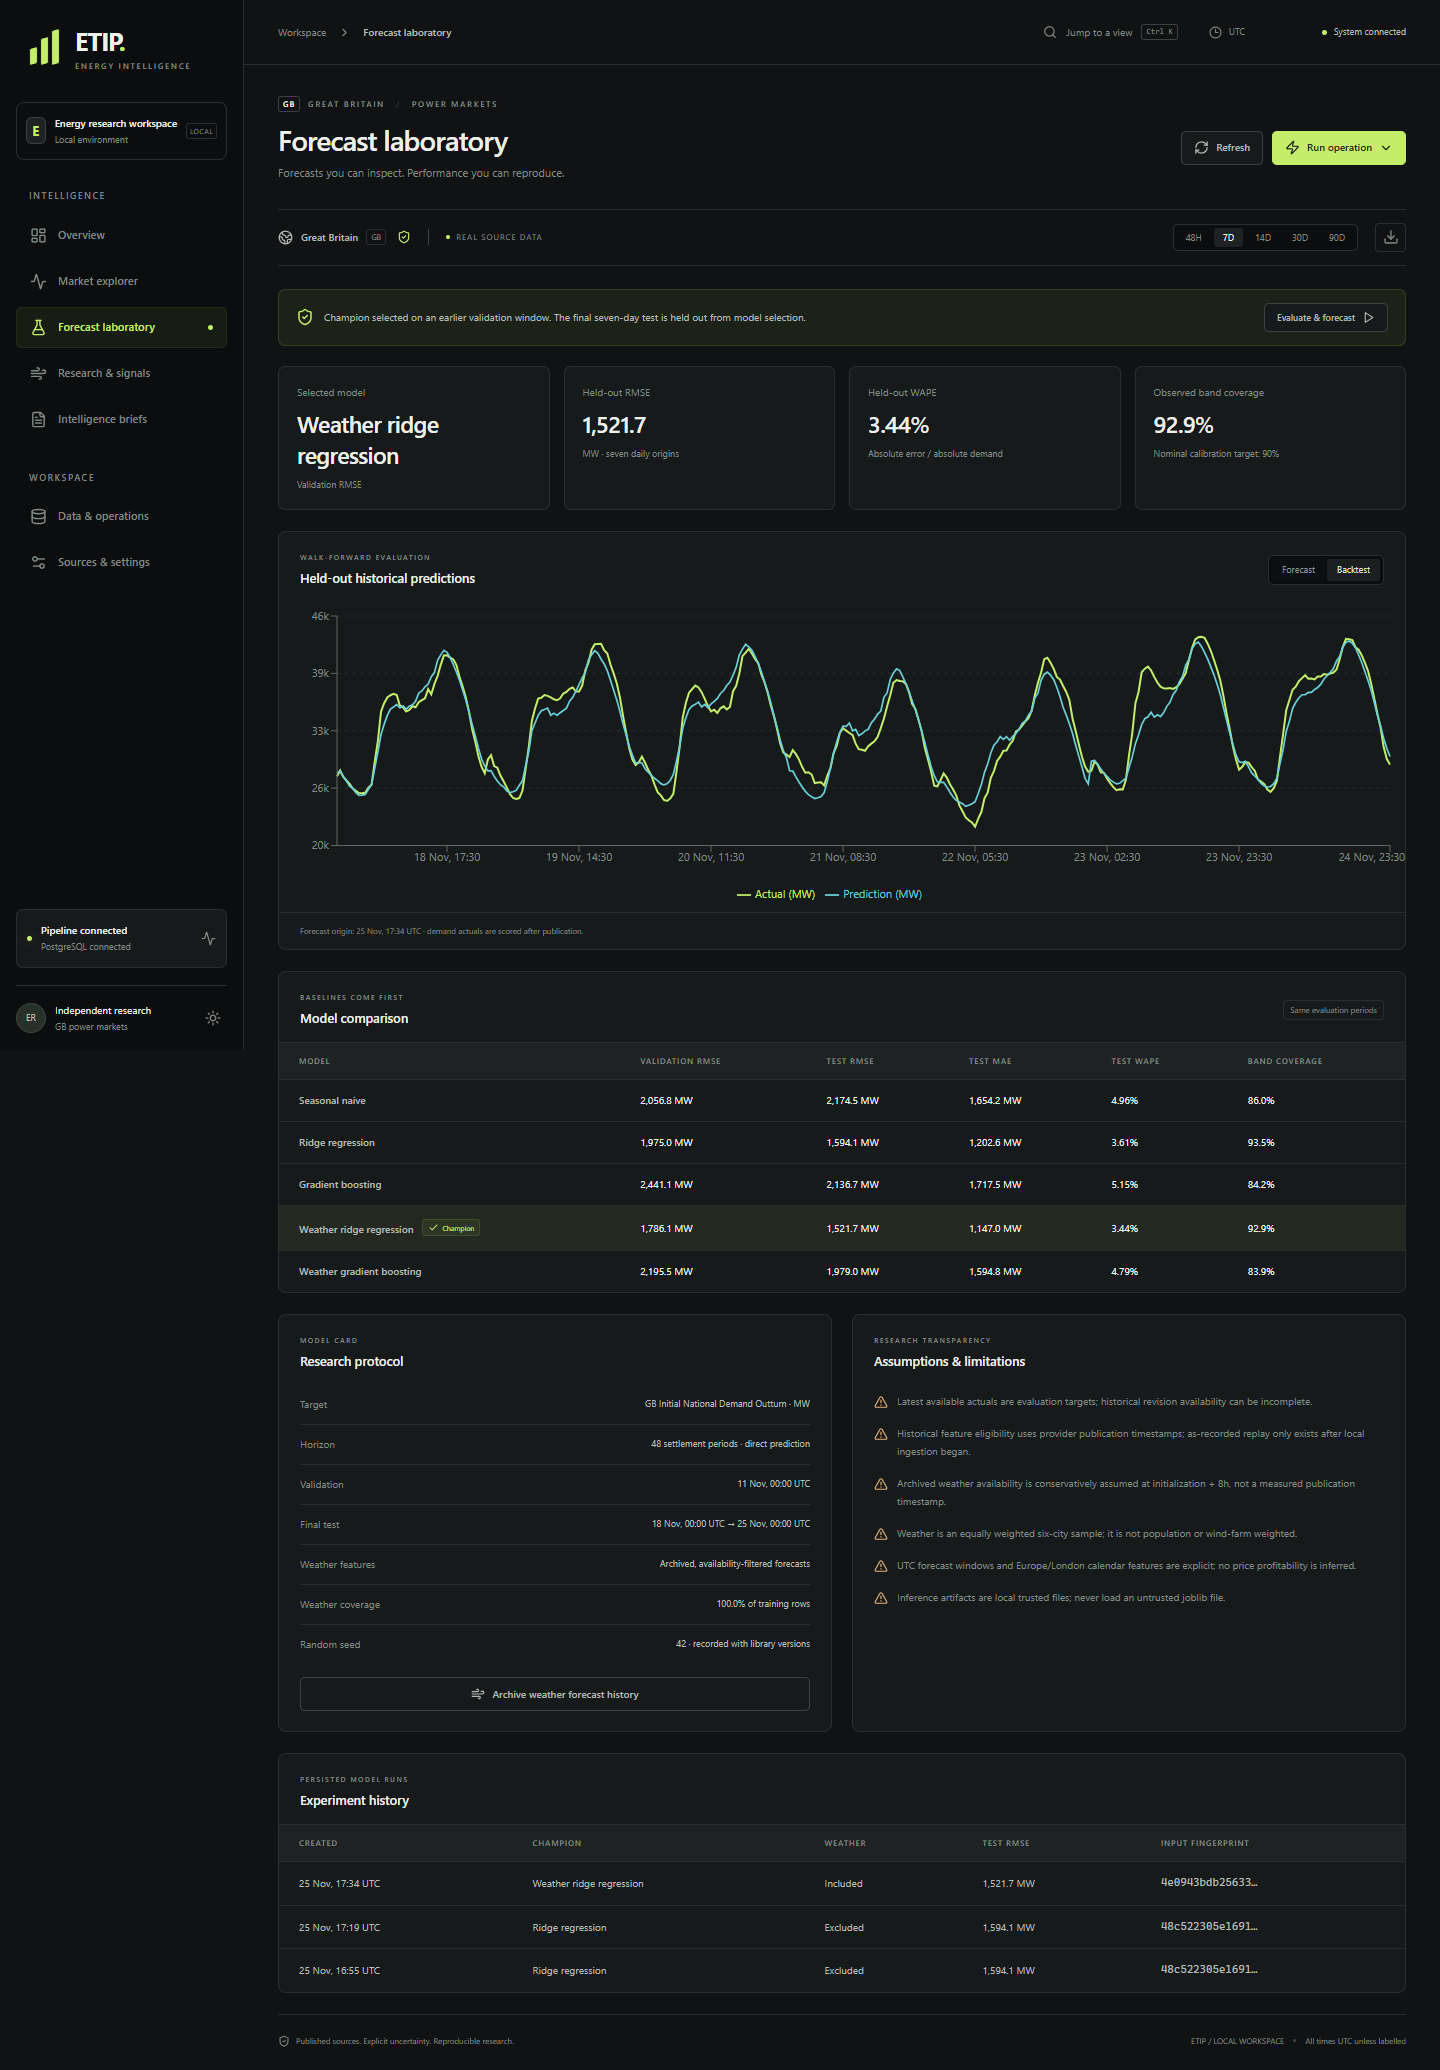 ETIP.
ENERGY INTELLIGENCE
E
Energy research workspace
Local environment
LOCAL
INTELLIGENCE
Overview
Market explorer
Forecast laboratory
Research & signals
Intelligence briefs
WORKSPACE
Data & operations
Sources & settings
Pipeline connected
PostgreSQL connected
ER
Independent research
GB power markets
Workspace > Forecast laboratory
Jump to a view Ctrl K
UTC
System connected
GB GREAT BRITAIN / POWER MARKETS
Forecast laboratory
Forecasts you can inspect. Performance you can reproduce.
Refresh
Run operation
Great Britain GB
REAL SOURCE DATA
48H 7D 14D 30D 90D
Champion selected on an earlier validation window. The final seven-day test is held out from model selection.
Evaluate & forecast
Selected model
Weather ridge
regression
Validation RMSE
Held-out RMSE
1,521.7
MW · seven daily origins
Held-out WAPE
3.44%
Absolute error / absolute demand
Observed band coverage
92.9%
Nominal calibration target: 90%
WALK-FORWARD EVALUATION
Held-out historical predictions
Forecast Backtest
46k
39k
33k
26k
20k
18 Nov, 17:30 19 Nov, 14:30 20 Nov, 11:30 21 Nov, 08:30 22 Nov, 05:30 23 Nov, 02:30 23 Nov, 23:30 24 Nov, 23:30
Actual (MW) Prediction (MW)
Forecast origin: 25 Nov, 17:34 UTC · demand actuals are scored after publication.
BASELINES COME FIRST
Model comparison
Same evaluation periods
MODEL VALIDATION RMSE TEST RMSE TEST MAE TEST WAPE BAND COVERAGE
Seasonal naive 2,056.8 MW 2,174.5 MW 1,654.2 MW 4.96% 86.0%
Ridge regression 1,975.0 MW 1,594.1 MW 1,202.6 MW 3.61% 93.5%
Gradient boosting 2,441.1 MW 2,136.7 MW 1,717.5 MW 5.15% 84.2%
Weather ridge regression Champion 1,786.1 MW 1,521.7 MW 1,147.0 MW 3.44% 92.9%
Weather gradient boosting 2,195.5 MW 1,979.0 MW 1,594.8 MW 4.79% 83.9%
MODEL CARD
Research protocol
Target GB Initial National Demand Outturn · MW
Horizon 48 settlement periods · direct prediction
Validation 11 Nov, 00:00 UTC
Final test 18 Nov, 00:00 UTC → 25 Nov, 00:00 UTC
Weather features Archived, availability-filtered forecasts
Weather coverage 100.0% of training rows
Random seed 42 · recorded with library versions
Archive weather forecast history
RESEARCH TRANSPARENCY
Assumptions & limitations
Latest available actuals are evaluation targets; historical revision availability can be incomplete.
Historical feature eligibility uses provider publication timestamps; as-recorded replay only exists after local
ingestion began.
Archived weather availability is conservatively assumed at initialization + 8h, not a measured publication
timestamp.
Weather is an equally weighted six-city sample; it is not population or wind-farm weighted.
UTC forecast windows and Europe/London calendar features are explicit; no price profitability is inferred.
Inference artifacts are local trusted files; never load an untrusted joblib file.
PERSISTED MODEL RUNS
Experiment history
CREATED CHAMPION WEATHER TEST RMSE INPUT FINGERPRINT
25 Nov, 17:34 UTC Weather ridge regression Included 1,521.7 MW 4e0943bdb25633…
25 Nov, 17:19 UTC Ridge regression Excluded 1,594.1 MW 48c522305e1691…
25 Nov, 16:55 UTC Ridge regression Excluded 1,594.1 MW 48c522305e1691…
Published sources. Explicit uncertainty. Reproducible research.
ETIP / LOCAL WORKSPACE • All times UTC unless labelled